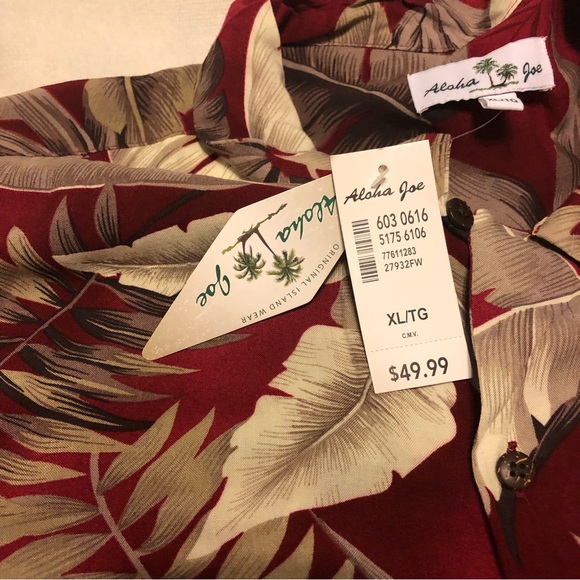 Aloha Joe
XL/TG
Aloha Joe
603 0616
5175 6106
77611283
27932FW
XL/TG
C.M.V.
$49.99
Aloha
Joe
ORINGINAL ISLAND WEAR